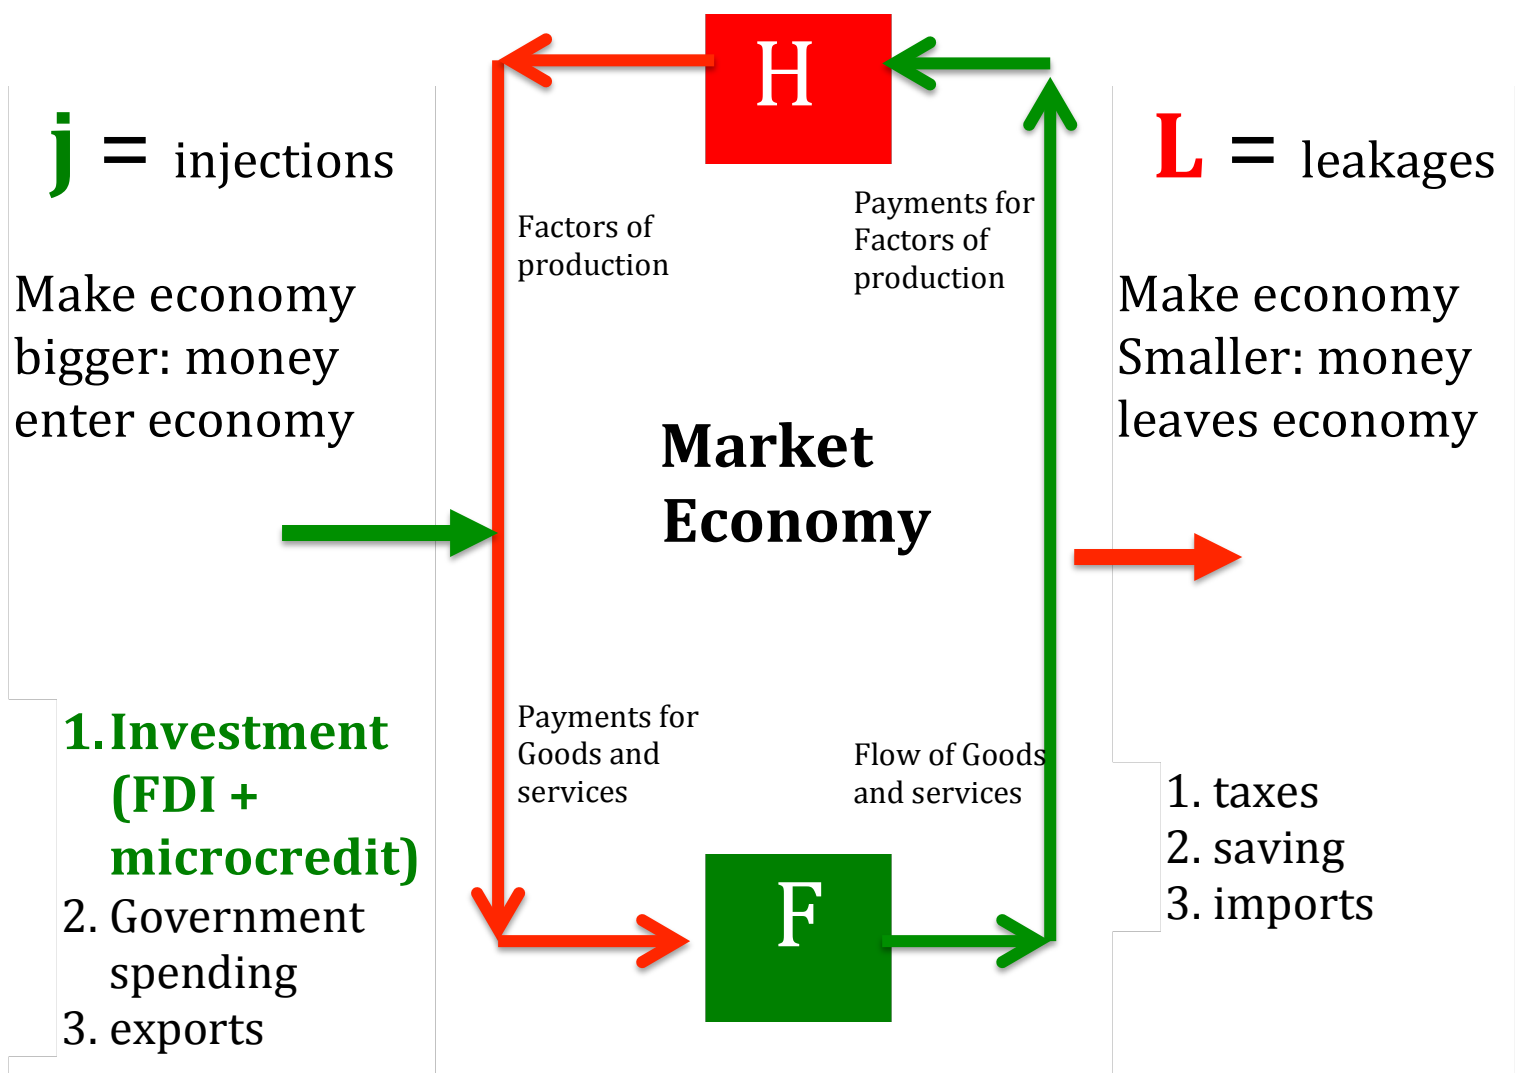 H
j = injections
Make economy
bigger: money
enter economy
1. Investment
(FDI +
microcredit)
2. Government
spending
3. exports
Factors of
production
Payments for
Factors of
production
Market
Economy
Payments for
Goods and
services
Flow of Goods
and services
F
L = leakages
Make economy
Smaller: money
leaves economy
1. taxes
2. saving
3. imports